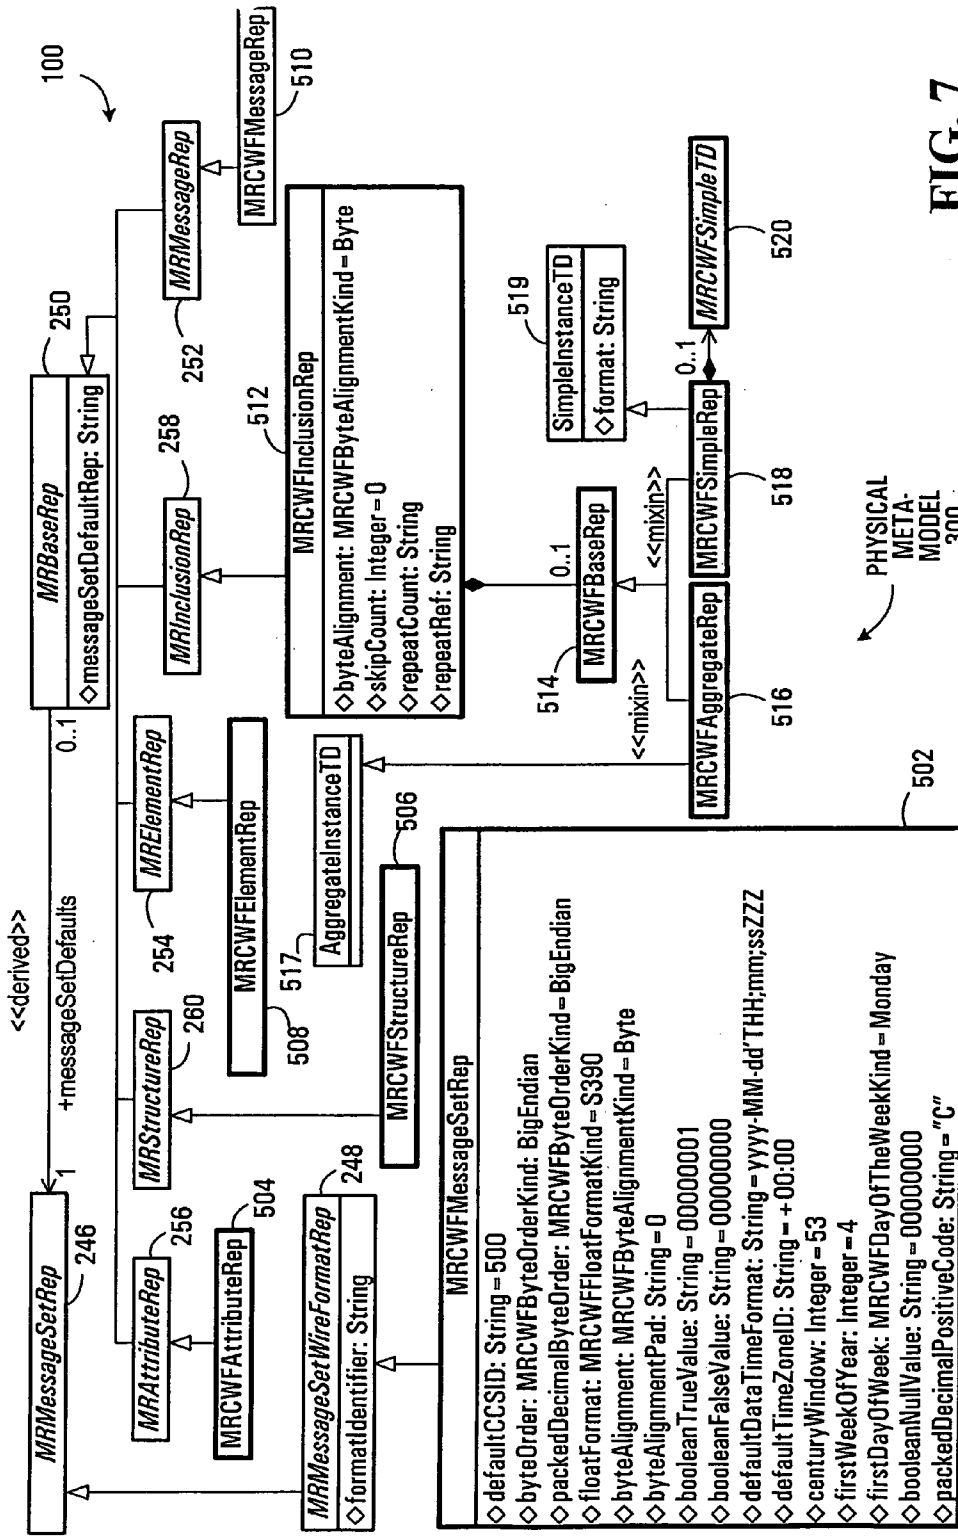 <<derived>>
MRMessageSetRep
246
1
+messageSetDefaults
0..1
MRBaseRep
◇messageSetDefaultRep: String
250
100
MRAttributeRep
256
MRCWFAttributeRep
504
MRStructureRep
260
MRElementRep
254
MRCWFElementRep
508
MRInclusionRep
258
MRMessageRep
252
MRCWFMessageRep
510
MRMessageSetWireFormatRep
◇formatIdentifier: String
248
MRCWFStructureRep
506
AggregateInstanceTD
517
MRCWFInclusionRep
◇byteAlignment: MRCWFByteAlignmentKind=Byte
◇skipCount: Integer=0
◇repeatCount: String
◇repeatRef: String
512
0..1
MRCWFBaseRep
514
SimpleInstanceTD
◇format: String
519
<<mixin>>
<<mixin>>
MRCWFAggregateRep
516
MRCWFSimpleRep
518
0..1
MRCWFSimpleTD
520
MRCWFMessageSetRep
◇defaultCCSID: String=500
◇byteOrder: MRCWFByteOrderKind: BigEndian
◇packedDecimalByteOrder: MRCWFByteOrderKind=BigEndian
◇floatFormat: MRCWFFloatFormatKind=S390
◇byteAlignment: MRCWFByteAlignmentKind=Byte
◇byteAlignmentPad: String=0
◇booleanTrueValue: String=00000001
◇booleanFalseValue: String=00000000
◇defaultDataTimeFormat: String=yyyy-MM-dd'THH;mm;ssZZZ
◇defaultTimeZoneID: String=+00:00
◇centuryWindow: Integer=53
◇firstWeekOfYear: Integer=4
◇firstDayOfWeek: MRCWFDayOfTheWeekKind=Monday
◇booleanNullValue: String=00000000
◇packedDecimalPositiveCode: String="C"
502
PHYSICAL
META-
MODEL
300
FIG. 7